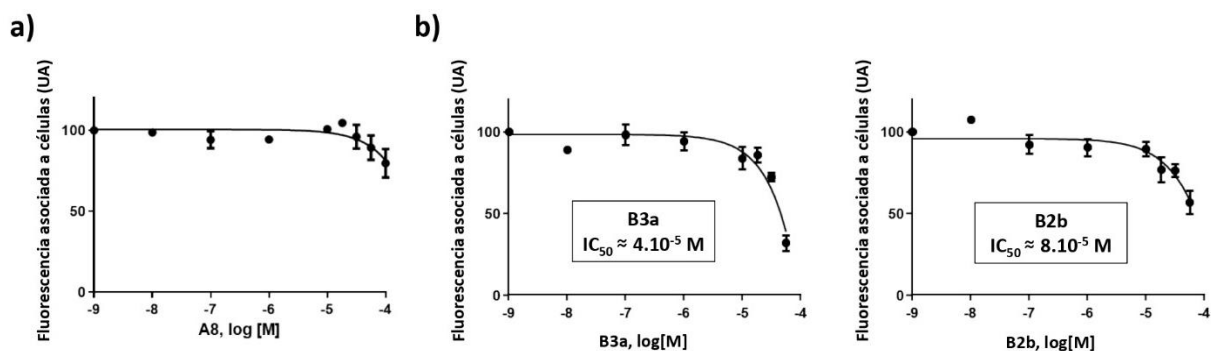 a)
Fluorescencia asociada a células (UA)
100
50
0
-9 -8 -7 -6 -5 -4
A8, log [M]
b)
Fluorescencia asociada a células (UA)
100
50
0
B3a
IC50 ≈ 4.10-5 M
-9 -8 -7 -6 -5 -4
B3a, log[M]
Fluorescencia asociada a células (UA)
100
50
0
B2b
IC50 ≈ 8.10-5 M
-9 -8 -7 -6 -5 -4
B2b, log[M]